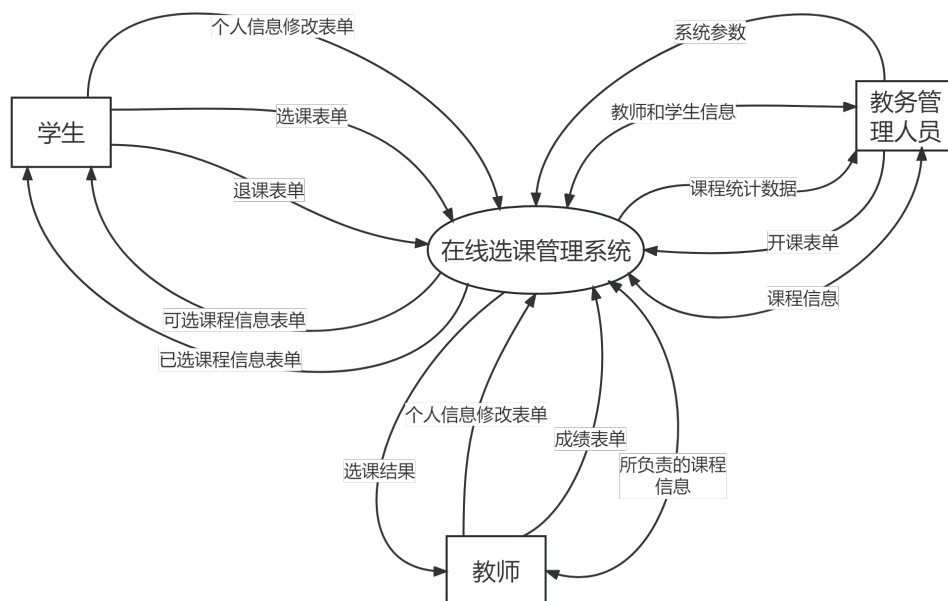 个人信息修改表单
系统参数
学生
选课表单
教师和学生信息
教务管
理人员
退课表单
课程统计数据
在线选课管理系统
开课表单
课程信息
可选课程信息表单
已选课程信息表单
个人信息修改表单
成绩表单
选课结果
所负责的课程
信息
教师